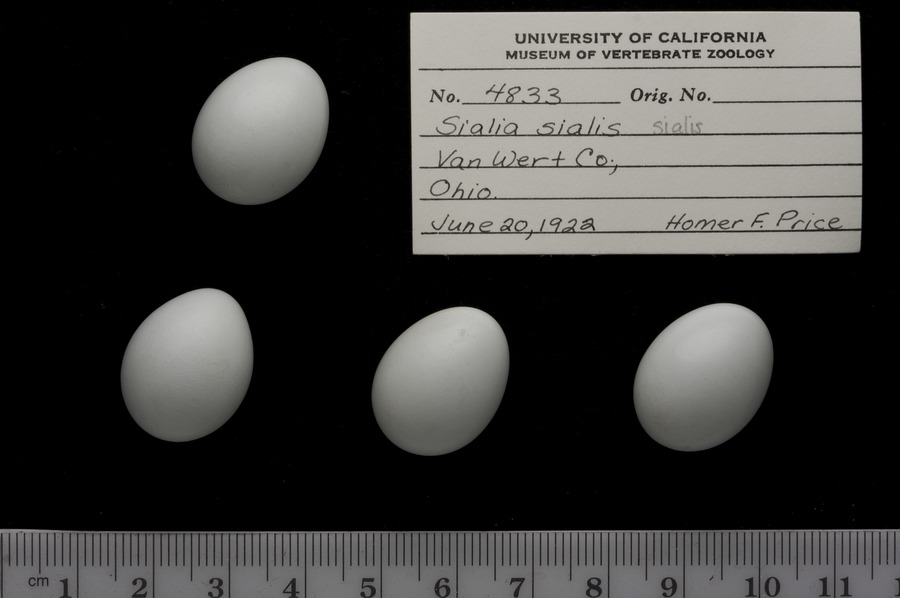 UNIVERSITY OF CALIFORNIA
MUSEUM OF VERTEBRATE ZOOLOGY
No. 4833 Orig. No.
Sialia sialis sialis
Van Wert Co;
Ohio.
June 20, 1922 Homer F. Price
cm 1 2 3 4 5 6 7 8 9 10 11